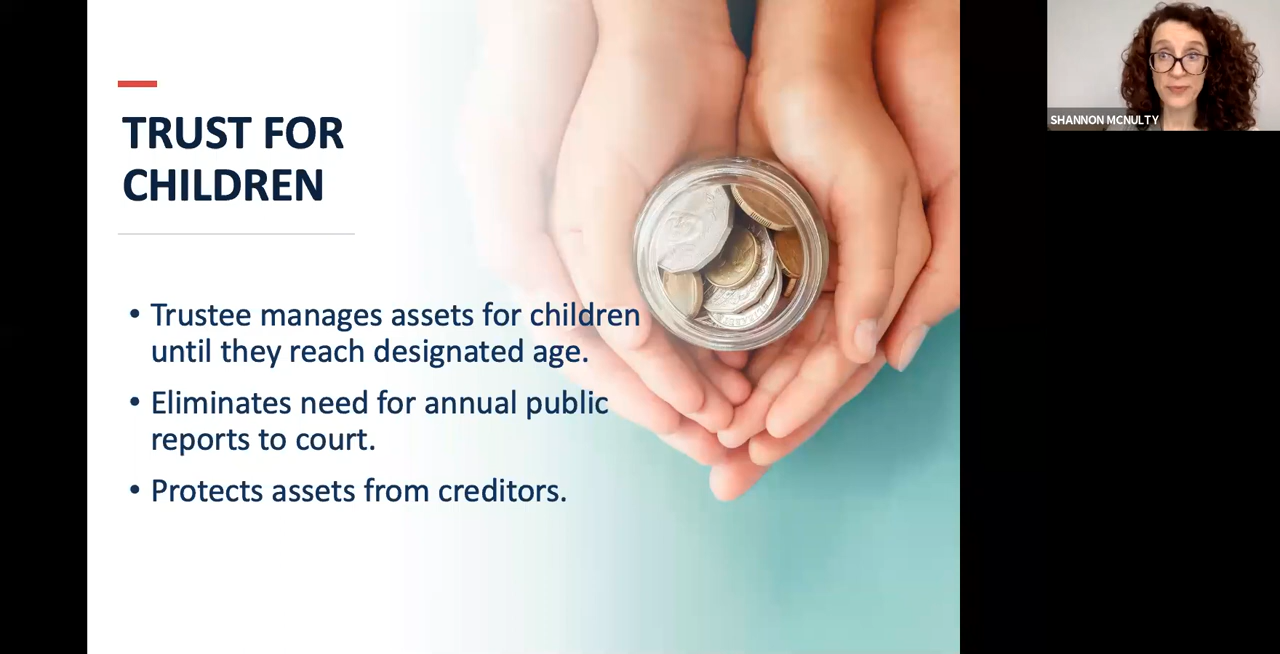 TRUST FOR
CHILDREN
• Trustee manages assets for children
until they reach designated age.
• Eliminates need for annual public
reports to court.
• Protects assets from creditors.
SHANNON MCNULTY